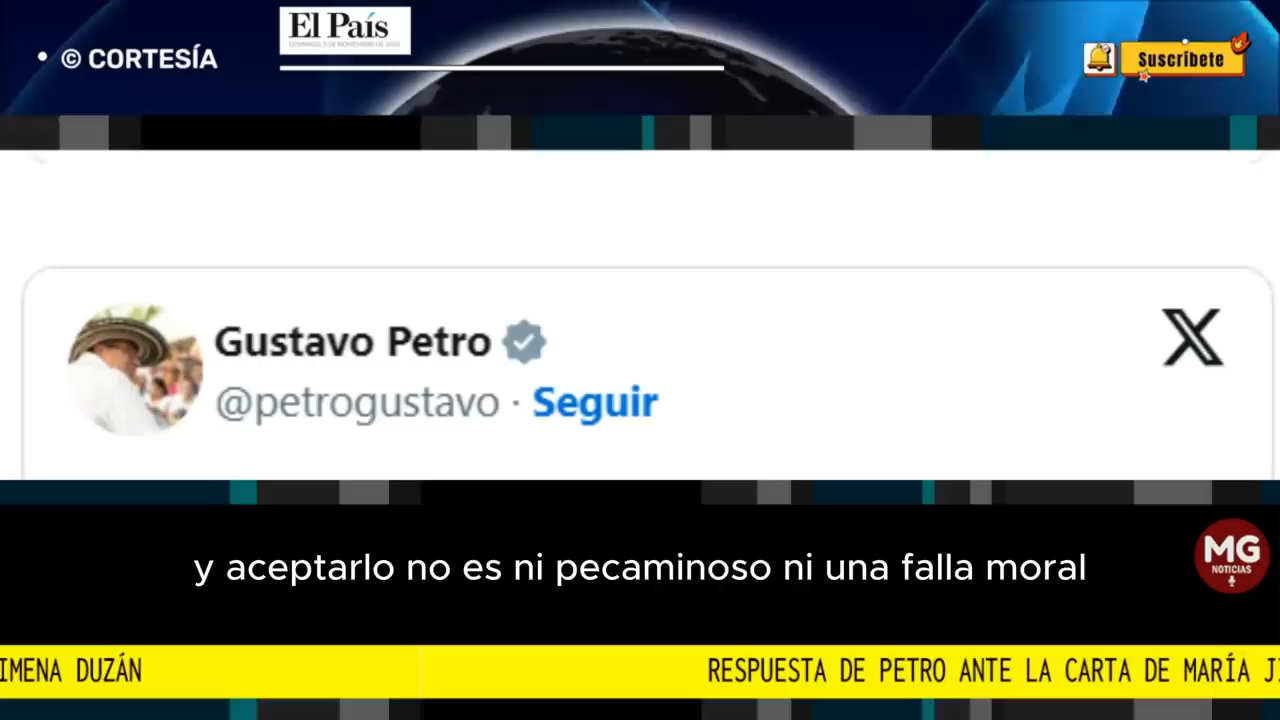 El País
• © CORTESÍA
Suscríbete
Gustavo Petro
@petrogustavo · Seguir
y aceptarlo no es ni pecaminoso ni una falla moral
MG
NOTICIAS
IMENA DUZÁN
RESPUESTA DE PETRO ANTE LA CARTA DE MARÍA JI